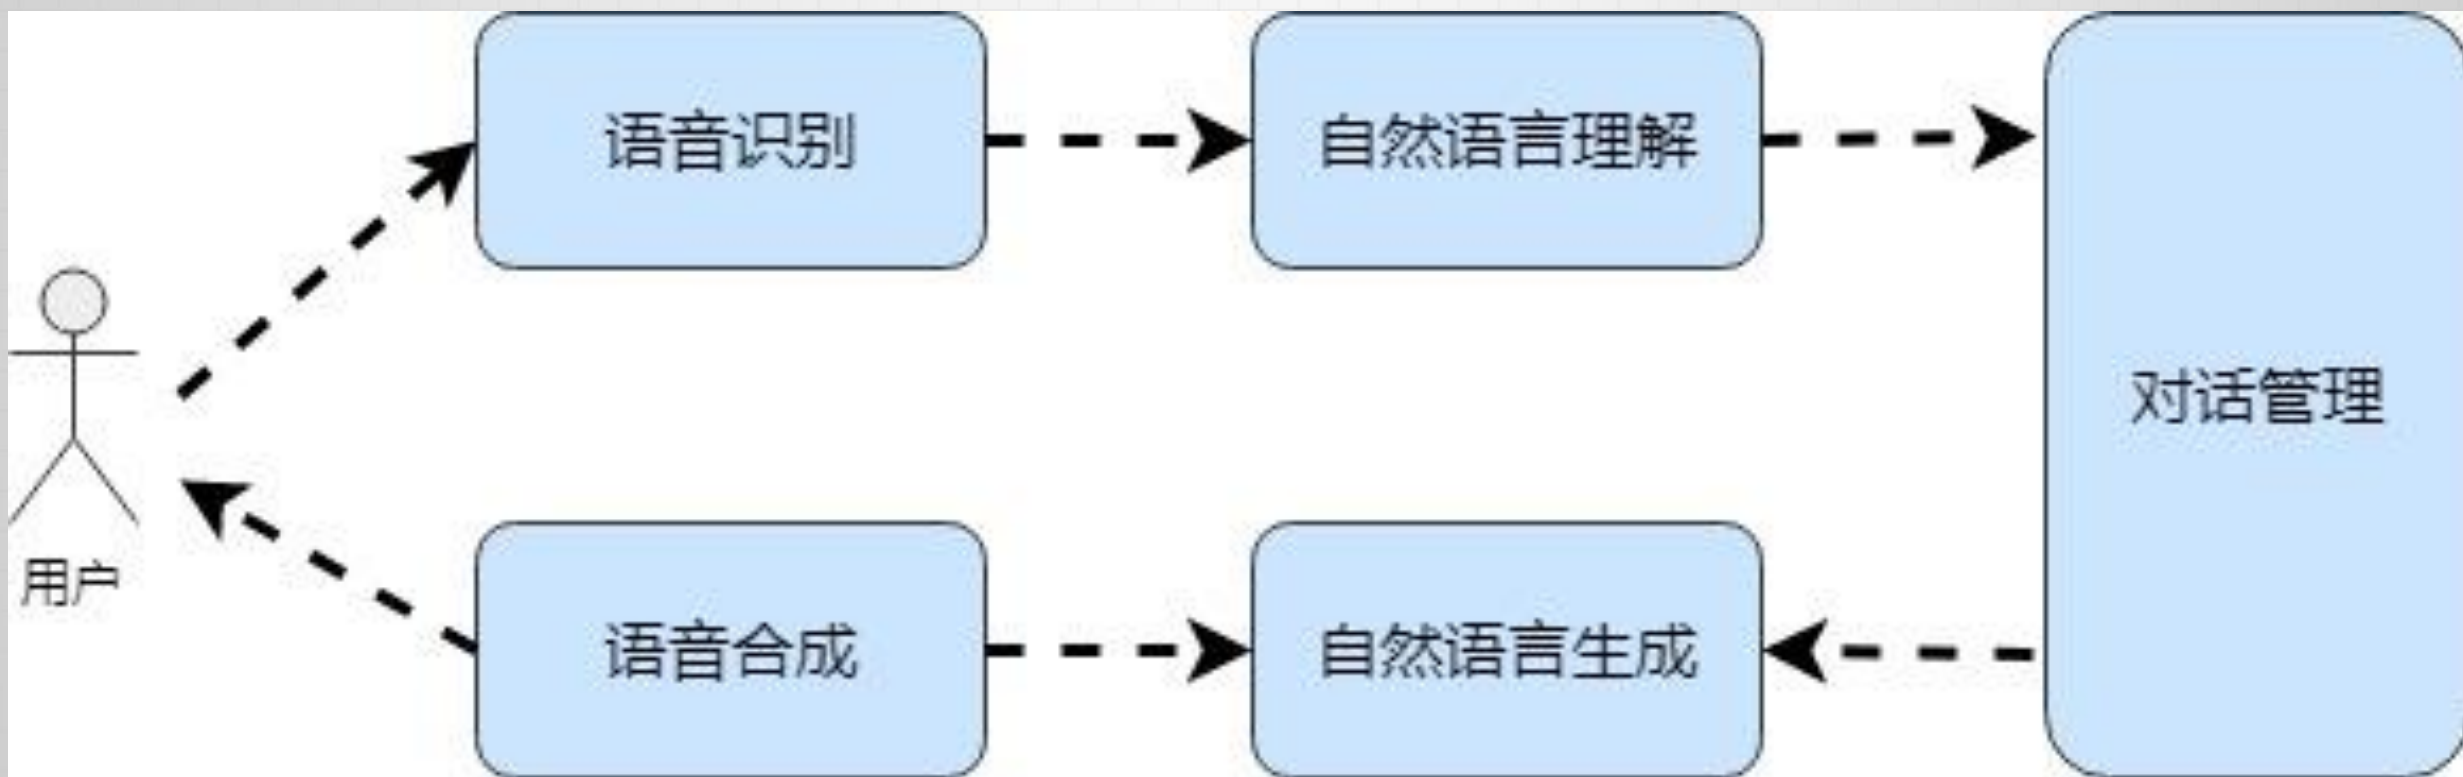 语音识别
自然语言理解
对话管理
用户
语音合成
自然语言生成